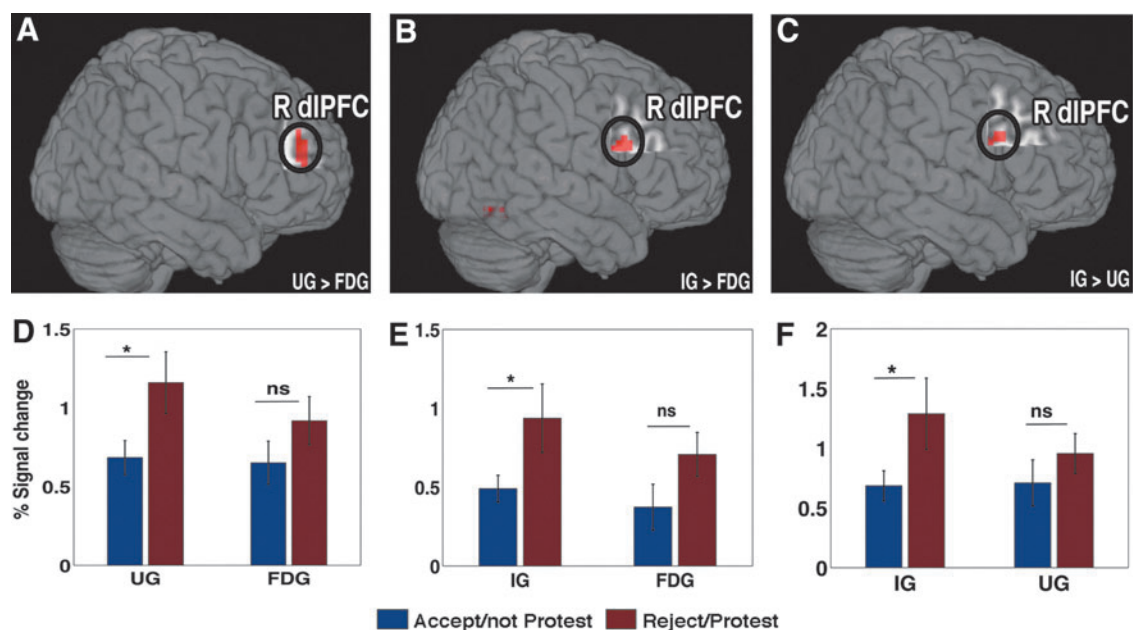 A
R dlPFC
UG > FDG
B
R dlPFC
IG > FDG
C
R dlPFC
IG > UG
D
% Signal change
1.5
1
0.5
0
*
ns
UG
FDG
E
1.5
1
0.5
0
*
ns
IG
FDG
F
2
1.5
1
0.5
0
*
ns
IG
UG
Accept/not Protest
Reject/Protest